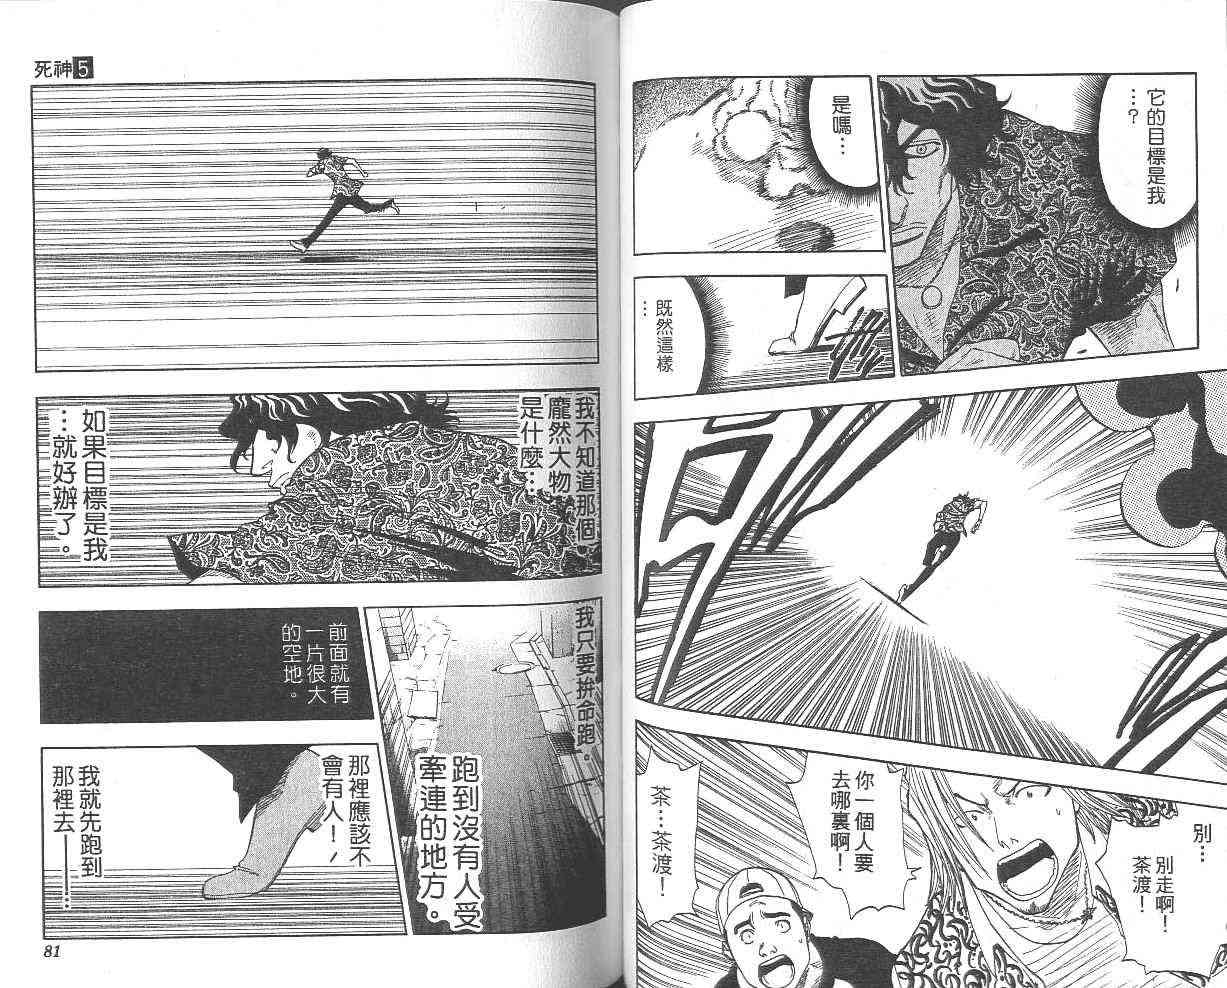 它的目標是我
…？
是嗎…
既然這樣
…
別…
別走啊！
茶渡！
你一個人要
去哪裏啊！
茶…茶渡！
死神5
我不知道那個
龐然大物
是什麼…
如果目標是我
…就好辦了。
我只要拚命跑。
跑到沒有人受
牽連的地方。
前面就有
一片很大
的空地。
那裡應該不
會有人！
我就先跑到
那裡去——…
81